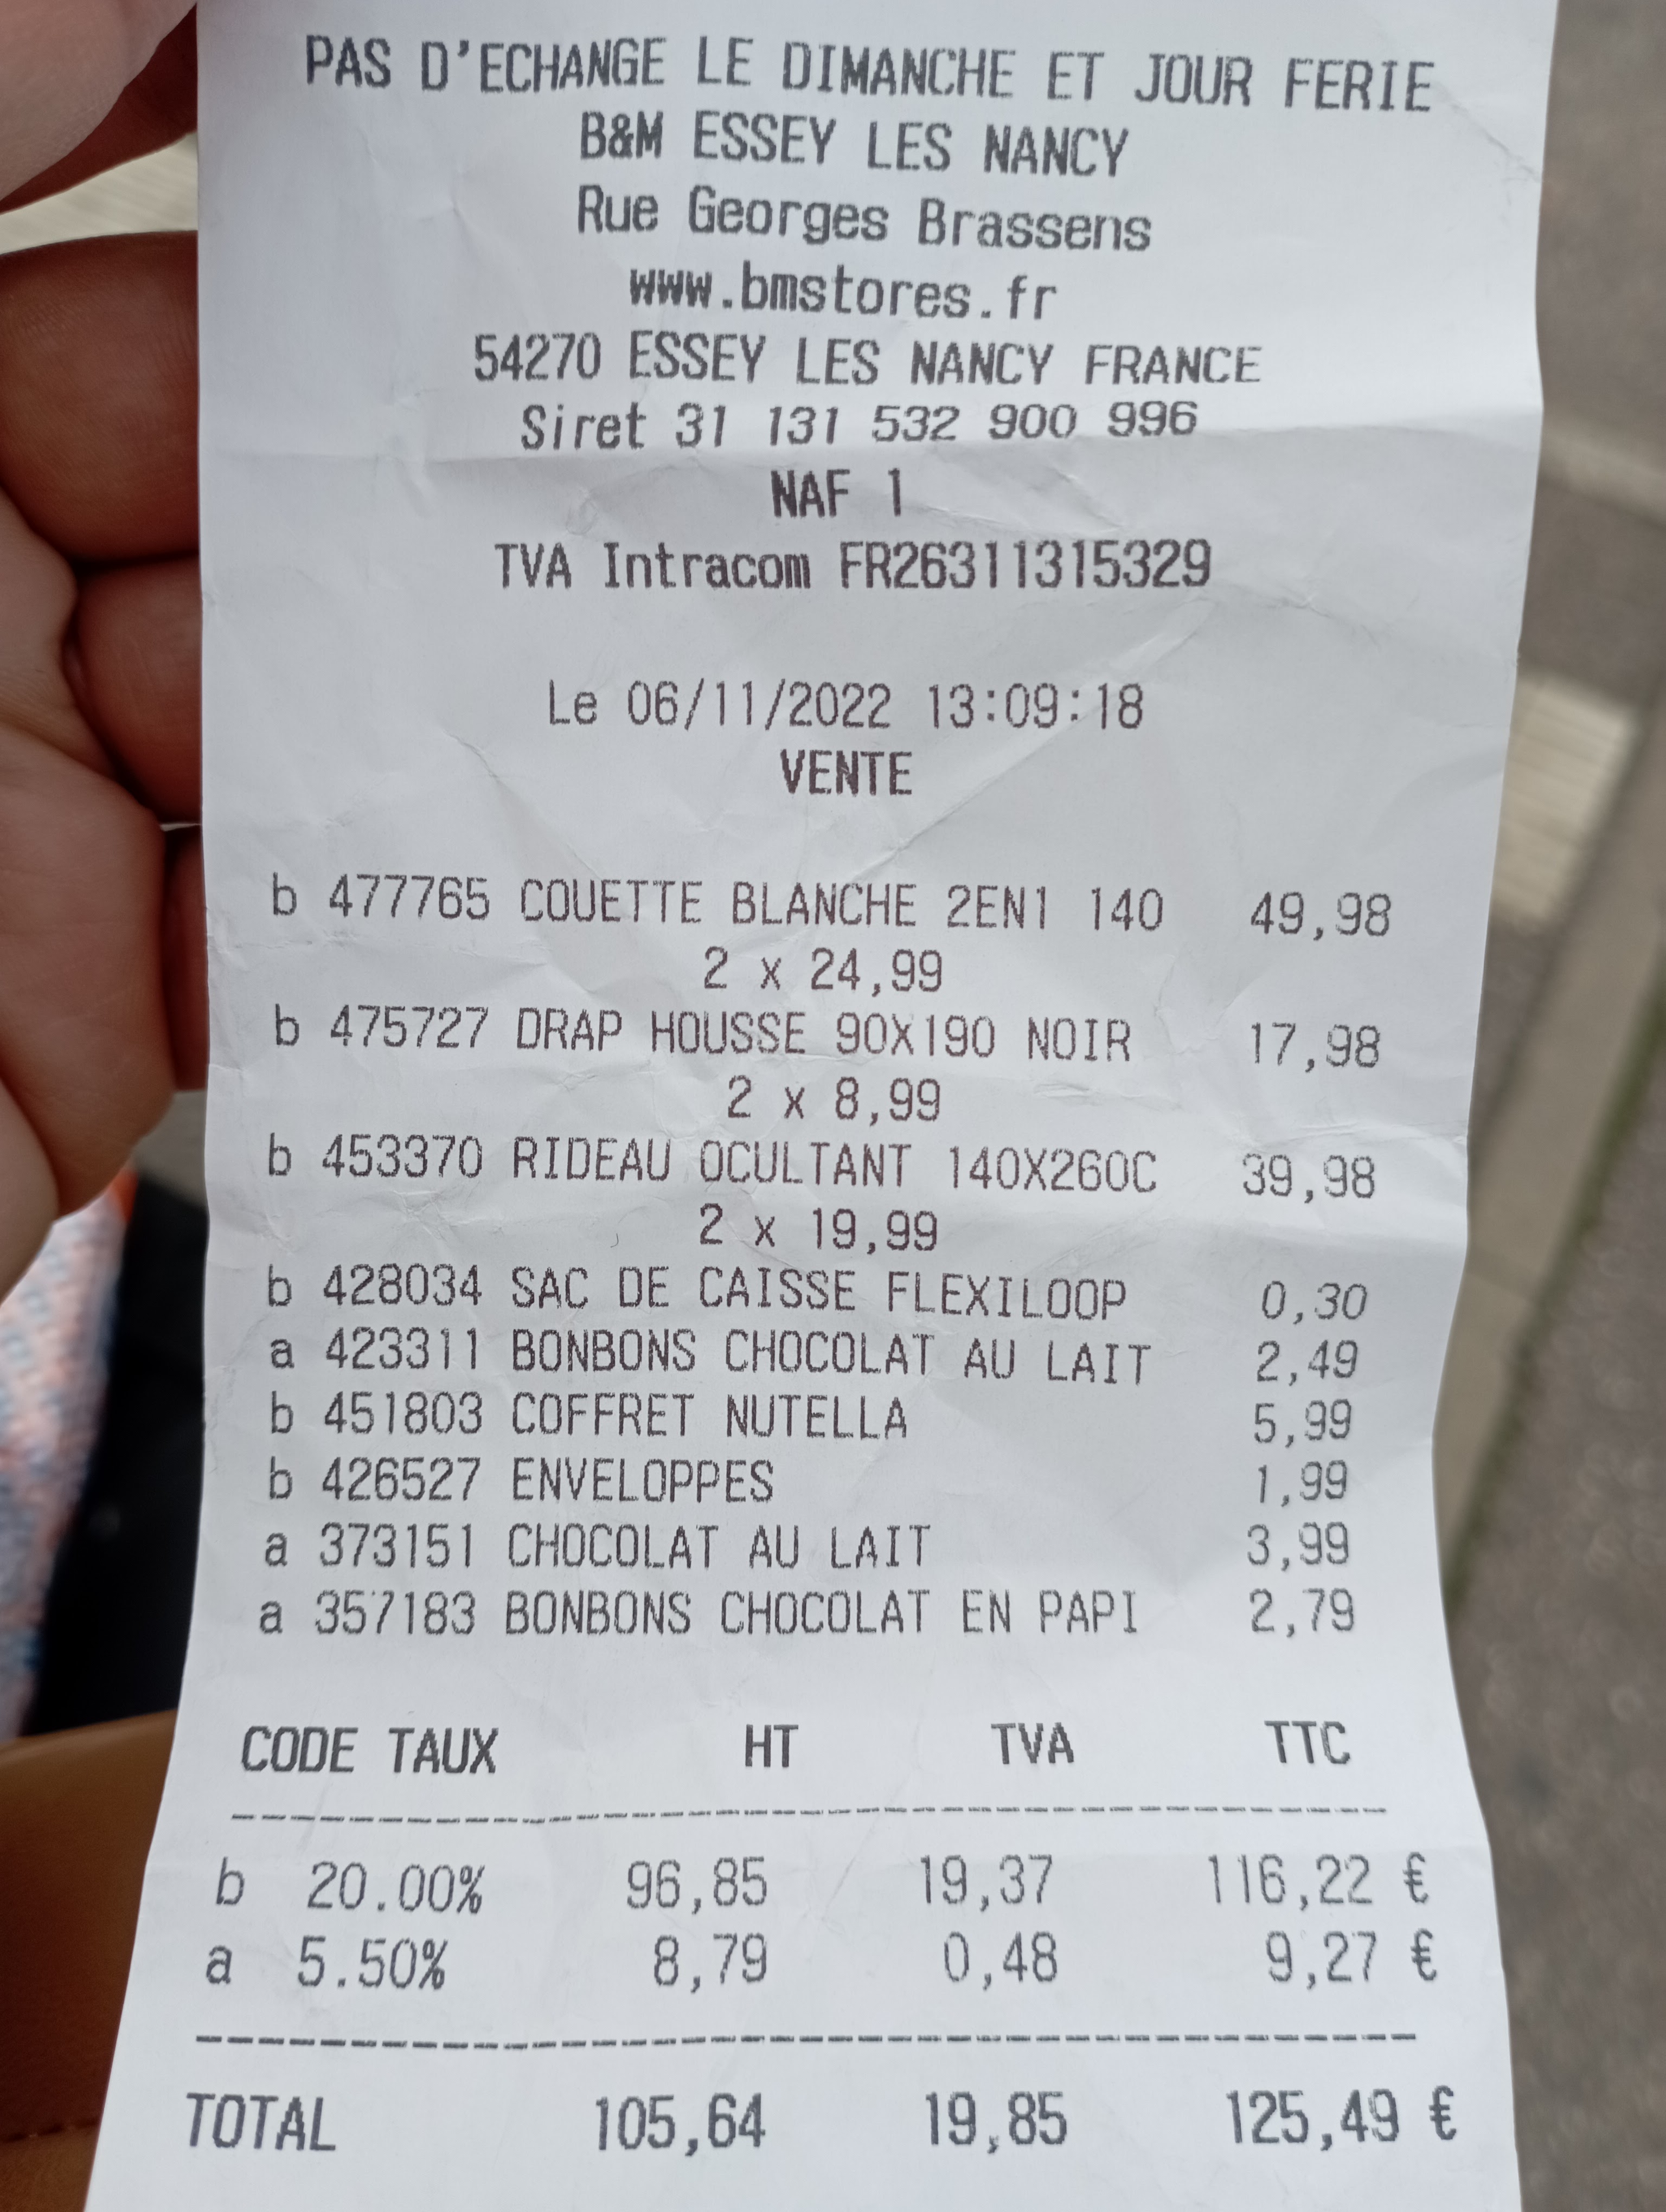 PAS D'ECHANGE LE DIMANCHE ET JOUR FERIE
B&M ESSEY LES NANCY
Rue Georges Brassens
www.bmstores.fr
54270 ESSEY LES NANCY FRANCE
Siret 31 131 532 900 996
NAF 1
TVA Intracom FR26311315329
Le 06/11/2022 13:09:18
VENTE
b 477765 COUETTE BLANCHE 2EN1 140 49,98
2 x 24,99
b 475727 DRAP HOUSSE 90X190 NOIR 17,98
2 x 8,99
b 453370 RIDEAU OCULTANT 140X260C 39,98
2 x 19,99
b 428034 SAC DE CAISSE FLEXILOOP 0,30
a 423311 BONBONS CHOCOLAT AU LAIT 2,49
b 451803 COFFRET NUTELLA 5,99
b 426527 ENVELOPPES 1,99
a 373151 CHOCOLAT AU LAIT 3,99
a 357183 BONBONS CHOCOLAT EN PAPI 2,79
CODE TAUX HT TVA TTC
b 20.00% 96,85 19,37 116,22 €
a 5.50% 8,79 0,48 9,27 €
TOTAL 105,64 19,85 125,49 €